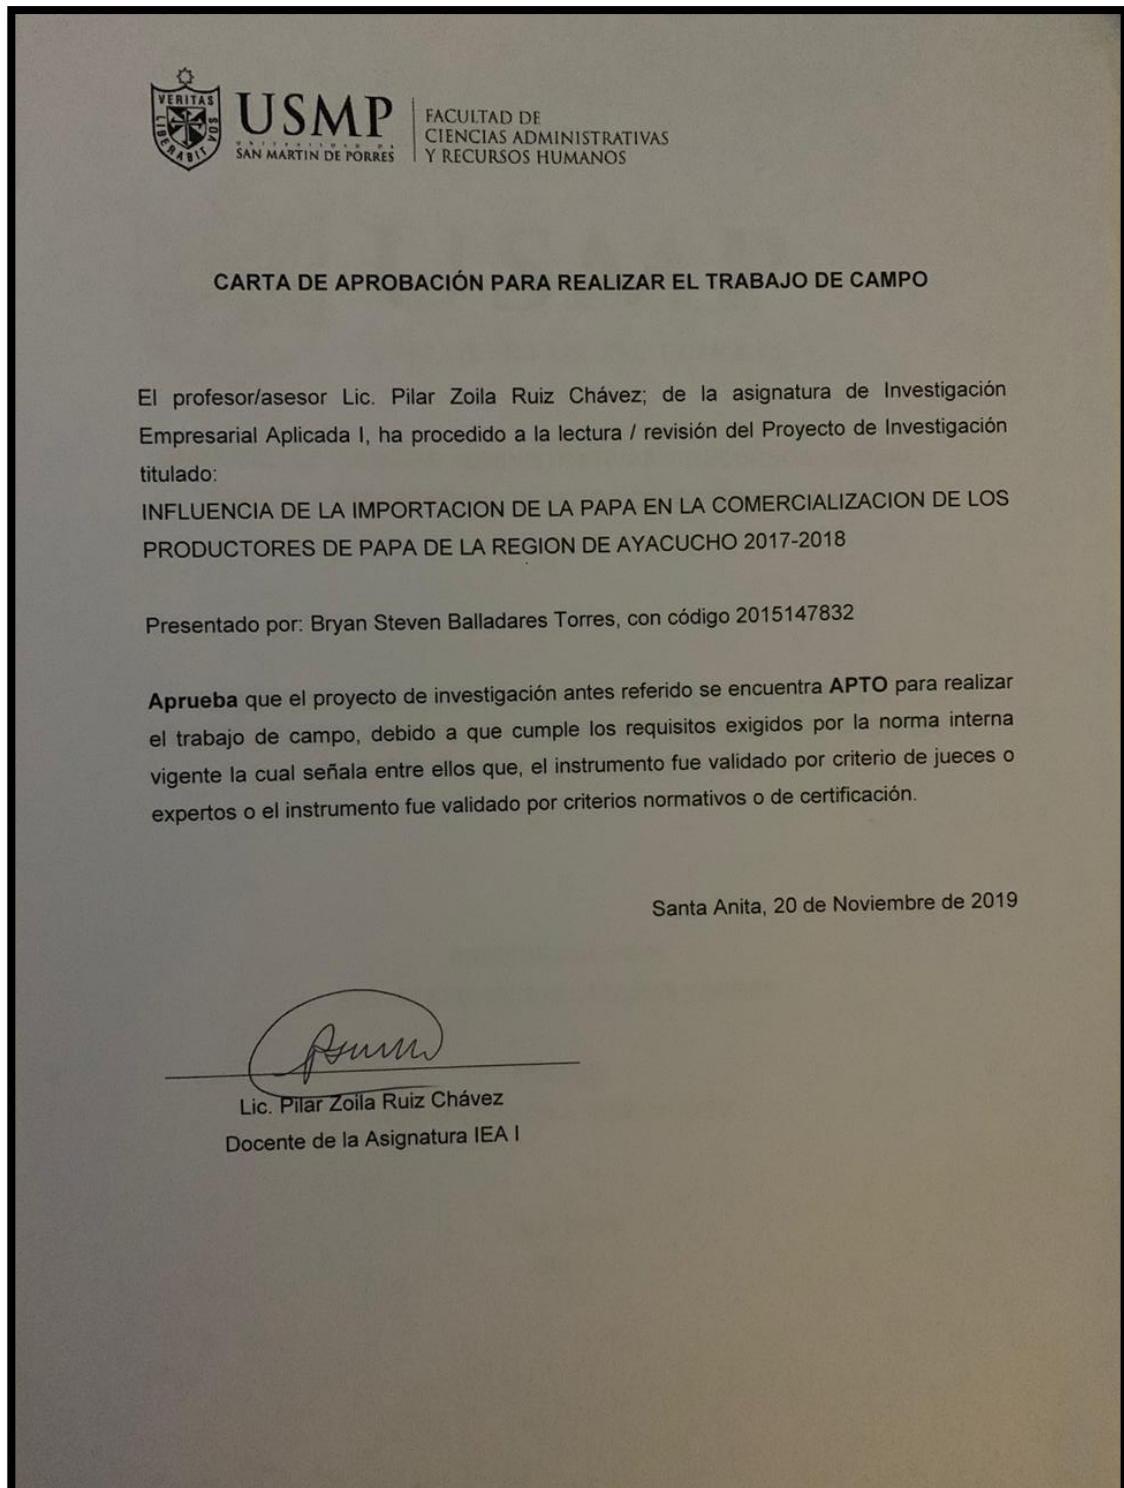 VERITAS
LIBERABIT VOS
USMP
UNIVERSIDAD DE
SAN MARTIN DE PORRES
FACULTAD DE
CIENCIAS ADMINISTRATIVAS
Y RECURSOS HUMANOS
CARTA DE APROBACIÓN PARA REALIZAR EL TRABAJO DE CAMPO
El profesor/asesor Lic. Pilar Zoila Ruiz Chávez; de la asignatura de Investigación
Empresarial Aplicada I, ha procedido a la lectura / revisión del Proyecto de Investigación
titulado:
INFLUENCIA DE LA IMPORTACION DE LA PAPA EN LA COMERCIALIZACION DE LOS
PRODUCTORES DE PAPA DE LA REGION DE AYACUCHO 2017-2018
Presentado por: Bryan Steven Balladares Torres, con código 2015147832
Aprueba que el proyecto de investigación antes referido se encuentra APTO para realizar
el trabajo de campo, debido a que cumple los requisitos exigidos por la norma interna
vigente la cual señala entre ellos que, el instrumento fue validado por criterio de jueces o
expertos o el instrumento fue validado por criterios normativos o de certificación.
Santa Anita, 20 de Noviembre de 2019
Lic. Pilar Zoila Ruiz Chávez
Docente de la Asignatura IEA I